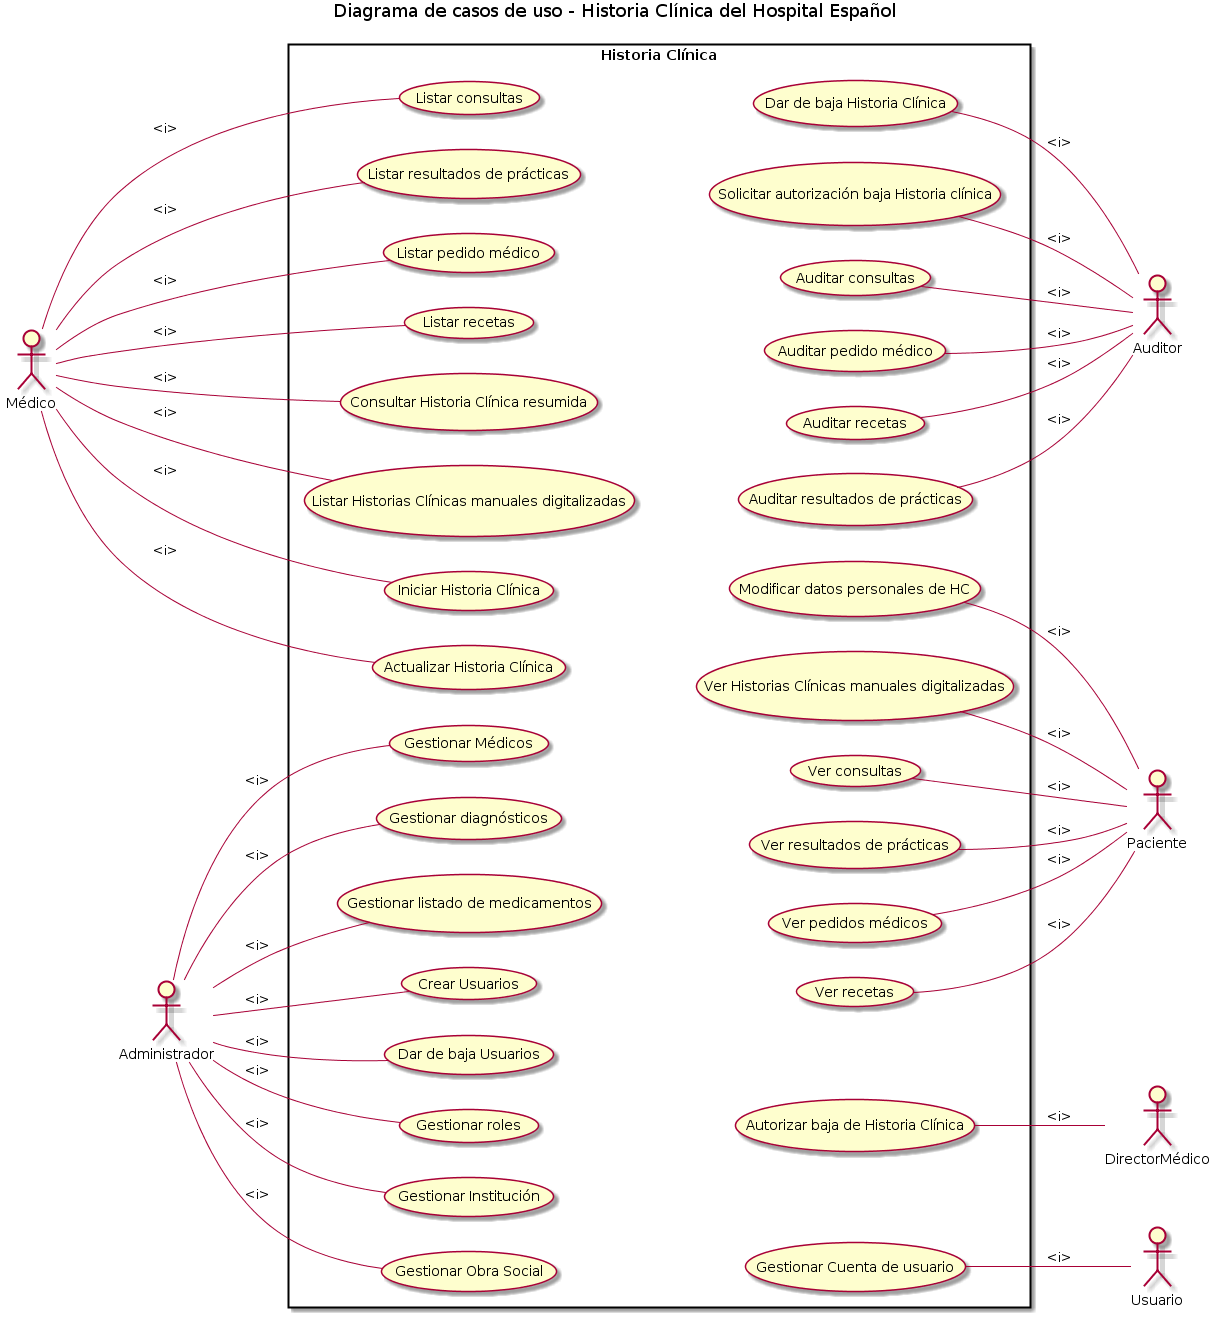 Diagrama de casos de uso - Historia Clínica del Hospital Español
Historia Clínica
Médico
<i>
Listar consultas
<i>
Listar resultados de prácticas
<i>
Listar pedido médico
<i>
Listar recetas
<i>
Consultar Historia Clínica resumida
<i>
Listar Historias Clínicas manuales digitalizadas
<i>
Iniciar Historia Clínica
<i>
Actualizar Historia Clínica
Administrador
<i>
Gestionar Médicos
<i>
Gestionar diagnósticos
<i>
Gestionar listado de medicamentos
<i>
Crear Usuarios
<i>
Dar de baja Usuarios
<i>
Gestionar roles
<i>
Gestionar Institución
<i>
Gestionar Obra Social
Dar de baja Historia Clínica
<i>
Solicitar autorización baja Historia clínica
<i>
Auditar consultas
<i>
Auditar pedido médico
<i>
Auditar recetas
<i>
Auditar resultados de prácticas
<i>
Auditor
Modificar datos personales de HC
<i>
Ver Historias Clínicas manuales digitalizadas
<i>
Ver consultas
<i>
Ver resultados de prácticas
<i>
Ver pedidos médicos
<i>
Ver recetas
<i>
Paciente
Autorizar baja de Historia Clínica
<i>
DirectorMédico
Gestionar Cuenta de usuario
<i>
Usuario